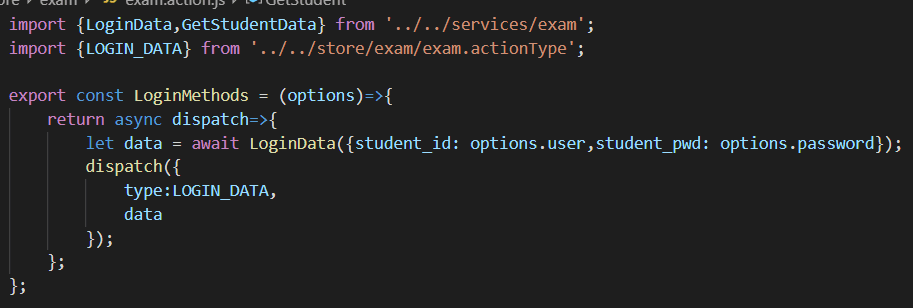 ore > exam > JS exam.action.js > GetStudent
import {LoginData,GetStudentData} from '../../services/exam';
import {LOGIN_DATA} from '../../store/exam/exam.actionType';
export const LoginMethods = (options)=>{
return async dispatch=>{
let data = await LoginData({student_id: options.user,student_pwd: options.password});
dispatch({
type:LOGIN_DATA,
data
});
};
};